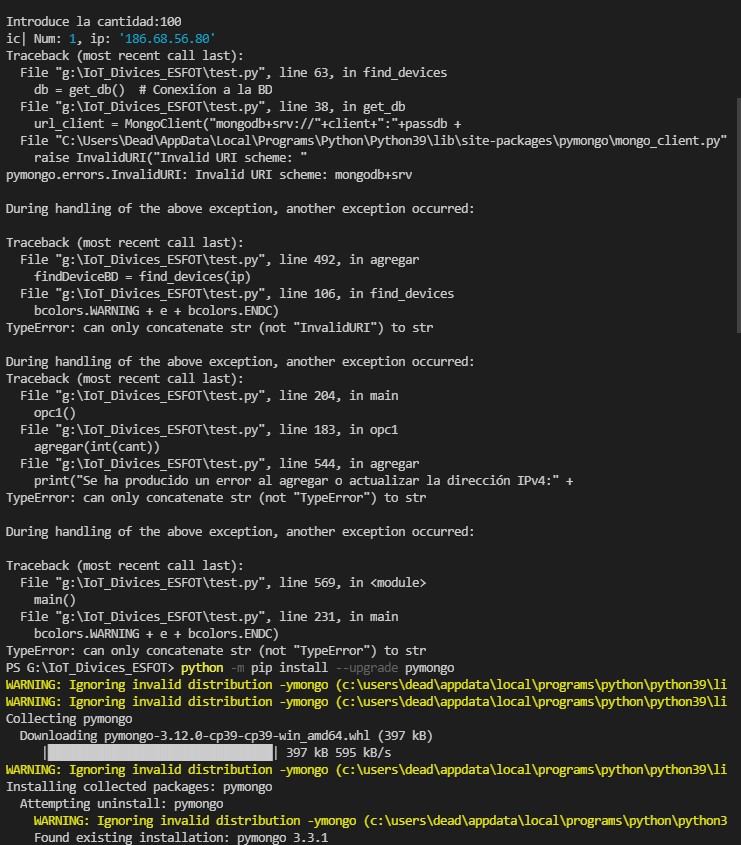 Introduce la cantidad:100
ic| Num: 1, ip: '186.68.56.80'
Traceback (most recent call last):
  File "g:\IoT_Divices_ESFOT\test.py", line 63, in find_devices
    db = get_db()  # Conexiíon a la BD
  File "g:\IoT_Divices_ESFOT\test.py", line 38, in get_db
    url_client = MongoClient("mongodb+srv://"+client+":"+passdb +
  File "C:\Users\Dead\AppData\Local\Programs\Python\Python39\lib\site-packages\pymongo\mongo_client.py"
    raise InvalidURI("Invalid URI scheme: "
pymongo.errors.InvalidURI: Invalid URI scheme: mongodb+srv
During handling of the above exception, another exception occurred:
Traceback (most recent call last):
  File "g:\IoT_Divices_ESFOT\test.py", line 492, in agregar
    findDeviceBD = find_devices(ip)
  File "g:\IoT_Divices_ESFOT\test.py", line 106, in find_devices
    bcolors.WARNING + e + bcolors.ENDC)
TypeError: can only concatenate str (not "InvalidURI") to str
During handling of the above exception, another exception occurred:
Traceback (most recent call last):
  File "g:\IoT_Divices_ESFOT\test.py", line 204, in main
    opc1()
  File "g:\IoT_Divices_ESFOT\test.py", line 183, in opc1
    agregar(int(cant))
  File "g:\IoT_Divices_ESFOT\test.py", line 544, in agregar
    print("Se ha producido un error al agregar o actualizar la dirección IPv4:" +
TypeError: can only concatenate str (not "TypeError") to str
During handling of the above exception, another exception occurred:
Traceback (most recent call last):
  File "g:\IoT_Divices_ESFOT\test.py", line 569, in <module>
    main()
  File "g:\IoT_Divices_ESFOT\test.py", line 231, in main
    bcolors.WARNING + e + bcolors.ENDC)
TypeError: can only concatenate str (not "TypeError") to str
PS G:\IoT_Divices_ESFOT> python -m pip install --upgrade pymongo
WARNING: Ignoring invalid distribution -ymongo (c:\users\dead\appdata\local\programs\python\python39\li
WARNING: Ignoring invalid distribution -ymongo (c:\users\dead\appdata\local\programs\python\python39\li
Collecting pymongo
  Downloading pymongo-3.12.0-cp39-cp39-win_amd64.whl (397 kB)
     |████████████████████████████████| 397 kB 595 kB/s
WARNING: Ignoring invalid distribution -ymongo (c:\users\dead\appdata\local\programs\python\python39\li
Installing collected packages: pymongo
  Attempting uninstall: pymongo
    WARNING: Ignoring invalid distribution -ymongo (c:\users\dead\appdata\local\programs\python\python3
    Found existing installation: pymongo 3.3.1